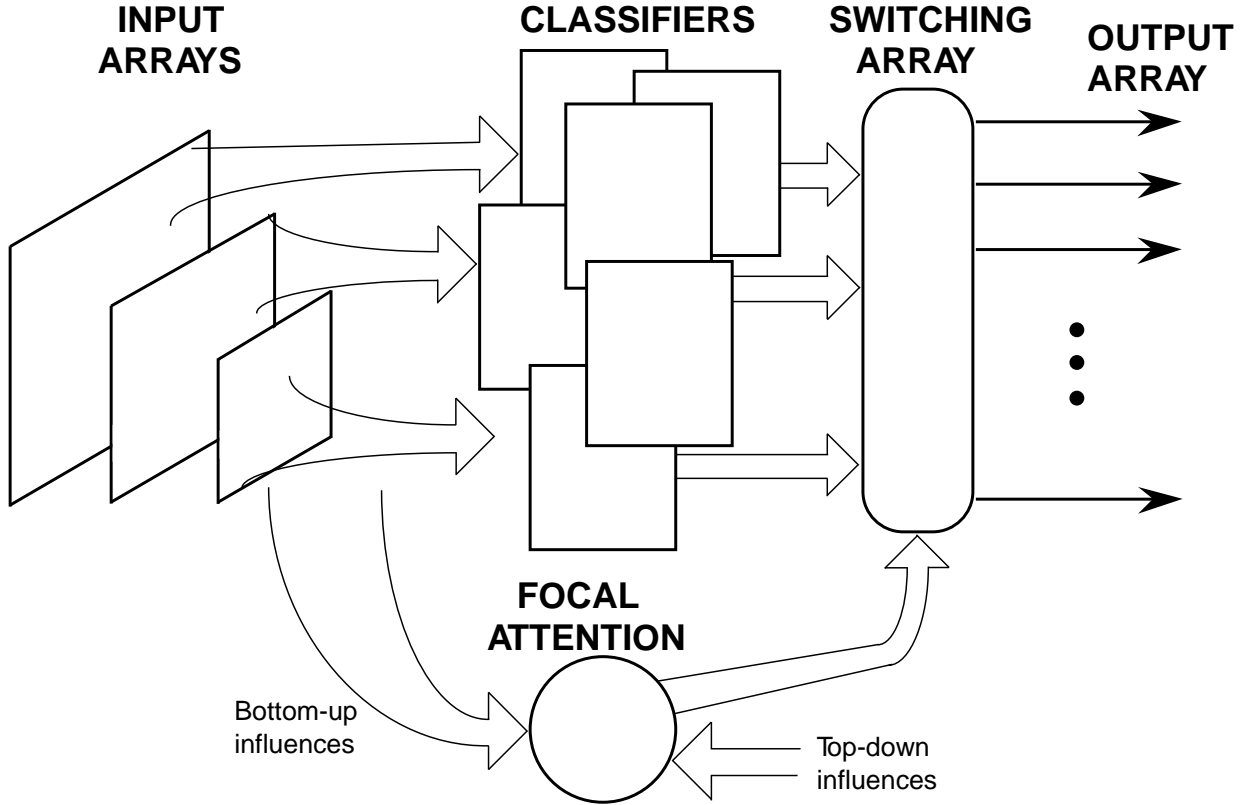 INPUT
ARRAYS
CLASSIFIERS
SWITCHING
ARRAY
OUTPUT
ARRAY
FOCAL
ATTENTION
Bottom-up
influences
Top-down
influences